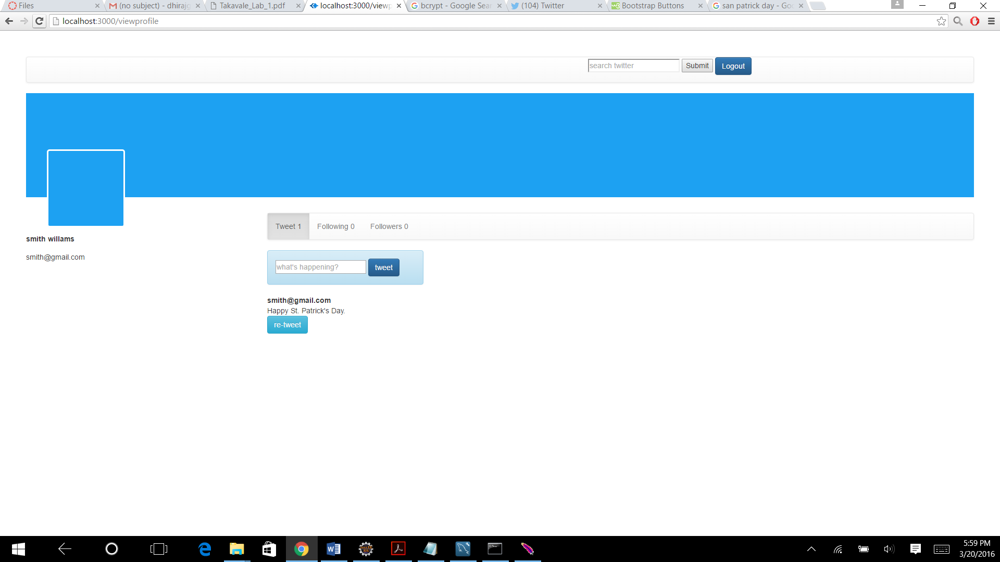 Files
(no subject) - dhirajg
Takavale_Lab_1.pdf
localhost:3000/viewp
bcrypt - Google Sear
(104) Twitter
Bootstrap Buttons
san patrick day - Goo
localhost:3000/viewprofile
search twitter
Submit
Logout
Tweet 1
Following 0
Followers 0
smith willams
smith@gmail.com
what's happening?
tweet
smith@gmail.com
Happy St. Patrick's Day.
re-tweet
5:59 PM
3/20/2016